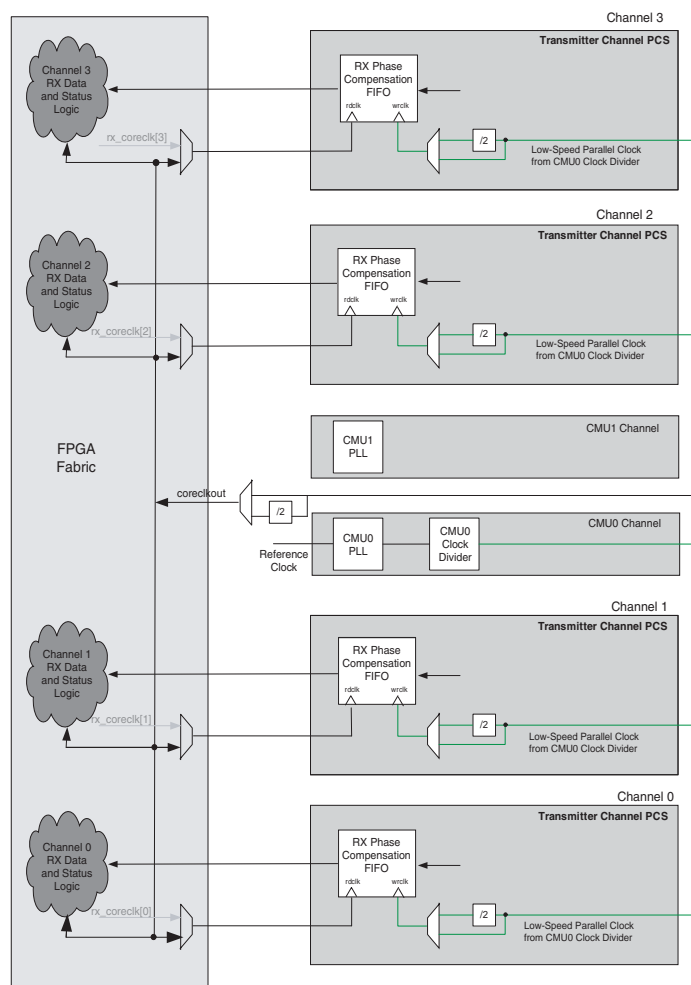 Channel 3
Transmitter Channel PCS
Channel 3
RX Data
and Status
Logic
RX Phase
Compensation
FIFO
rdclk
wrclk
rx_coreclk[3]
/2
Low-Speed Parallel Clock
from CMU0 Clock Divider
Channel 2
Transmitter Channel PCS
Channel 2
RX Data
and Status
Logic
RX Phase
Compensation
FIFO
rdclk
wrclk
rx_coreclk[2]
/2
Low-Speed Parallel Clock
from CMU0 Clock Divider
FPGA
Fabric
CMU1 Channel
CMU1
PLL
coreclkout
/2
CMU0 Channel
Reference
Clock
CMU0
PLL
CMU0
Clock
Divider
Channel 1
Transmitter Channel PCS
Channel 1
RX Data
and Status
Logic
RX Phase
Compensation
FIFO
rdclk
wrclk
rx_coreclk[1]
/2
Low-Speed Parallel Clock
from CMU0 Clock Divider
Channel 0
Transmitter Channel PCS
Channel 0
RX Data
and Status
Logic
RX Phase
Compensation
FIFO
rdclk
wrclk
rx_coreclk[0]
/2
Low-Speed Parallel Clock
from CMU0 Clock Divider